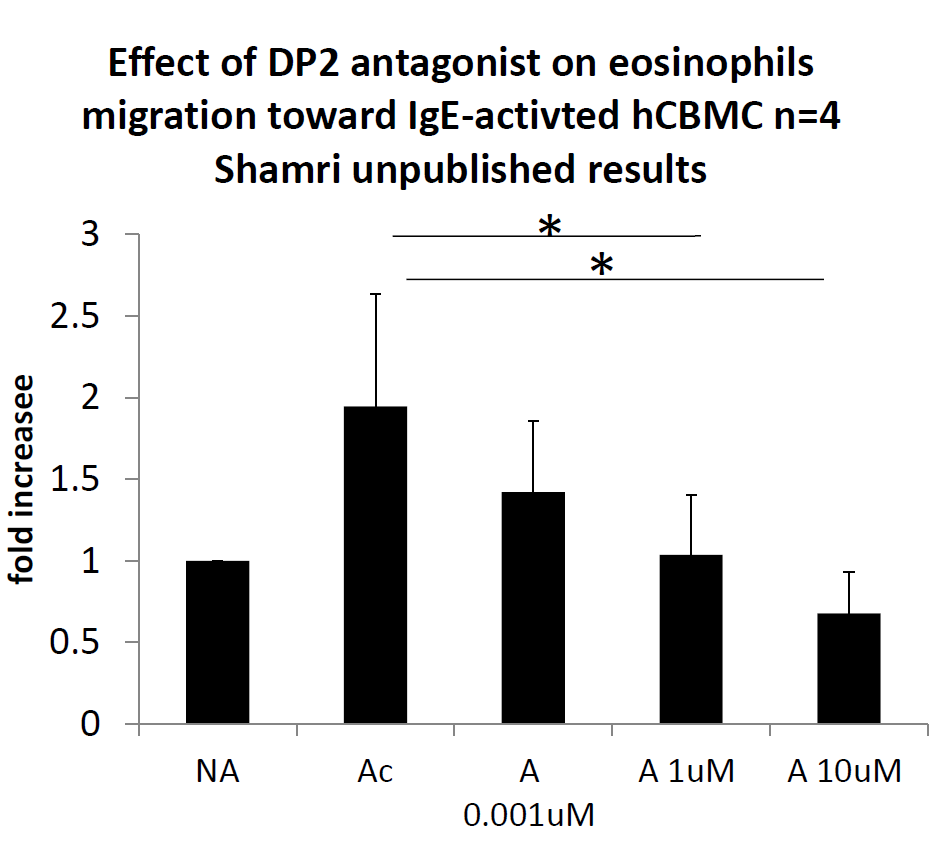 Effect of DP2 antagonist on eosinophils
migration toward IgE-activted hCBMC n=4
Shamri unpublished results
*
*
3
2.5
2
1.5
1
0.5
0
fold increasee
NA
Ac
A
0.001uM
A 1uM
A 10uM